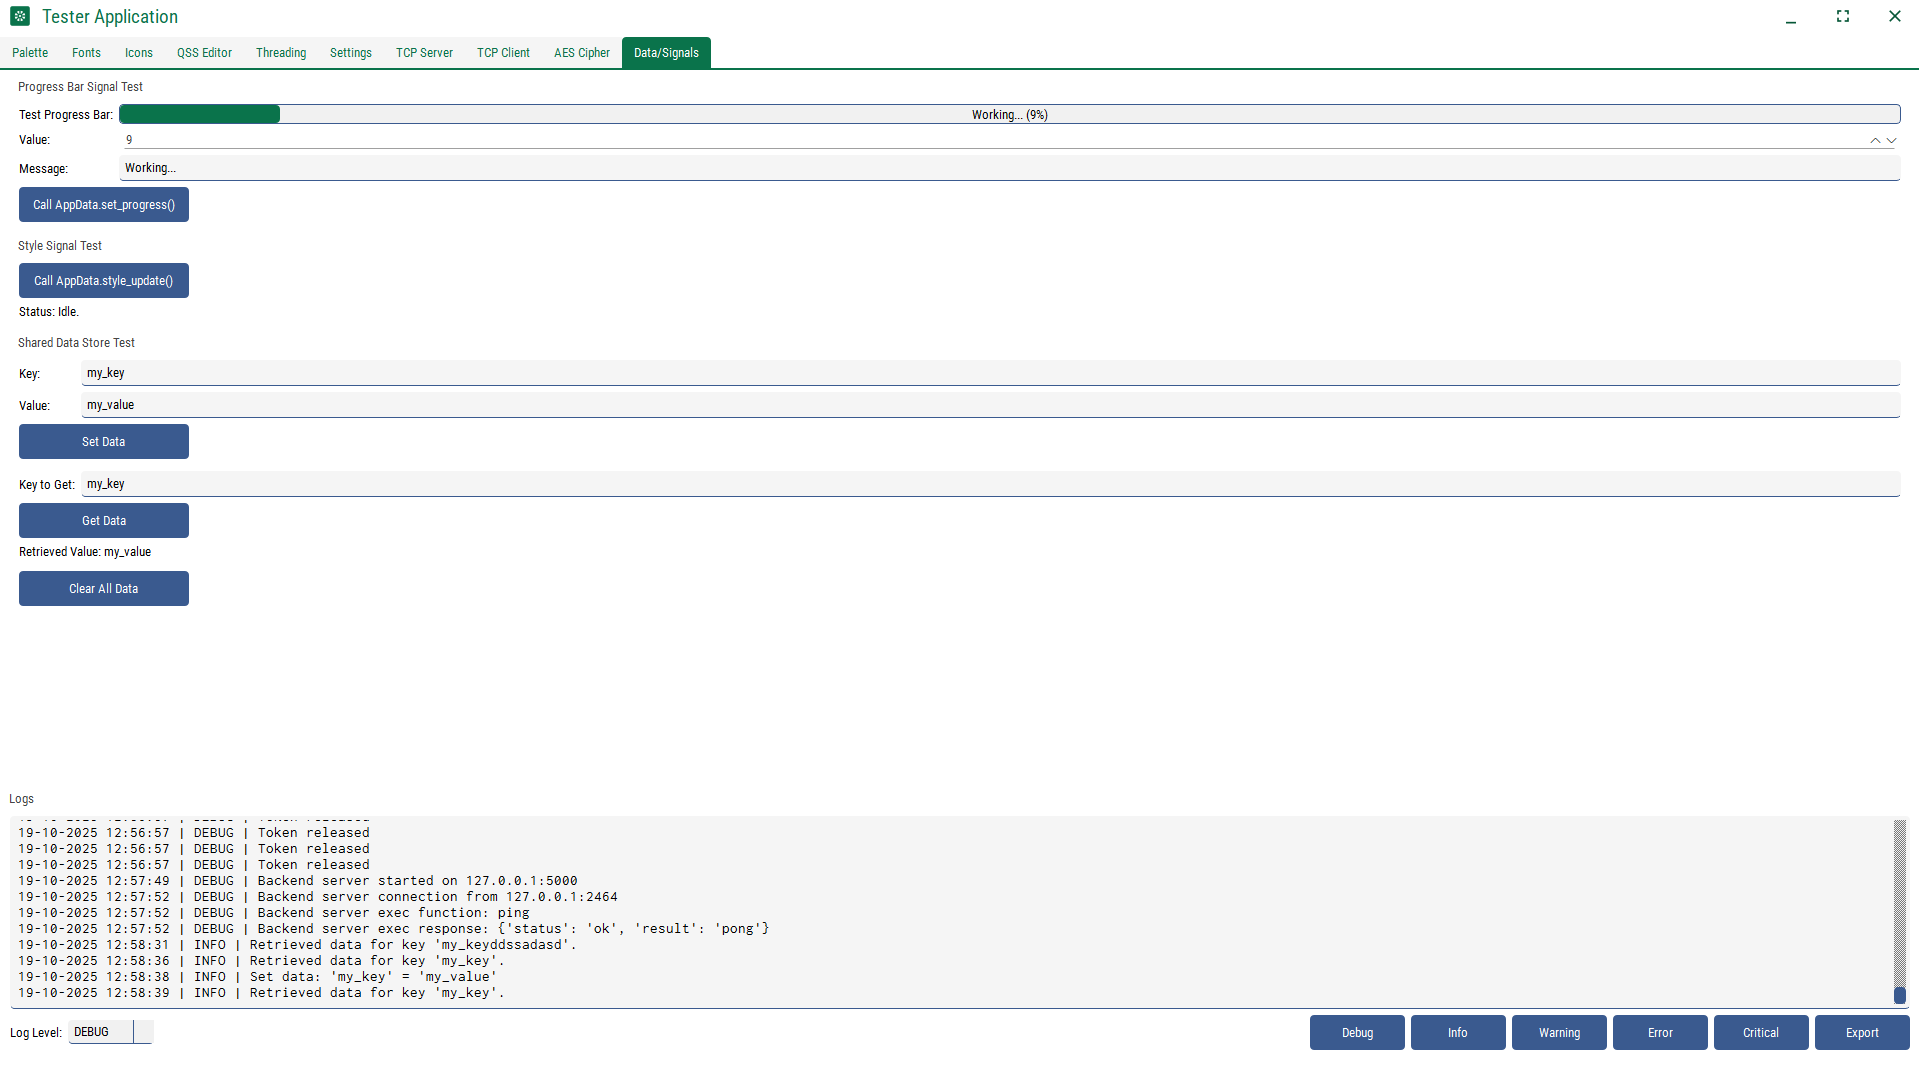 Tester Application
Palette Fonts Icons QSS Editor Threading Settings TCP Server TCP Client AES Cipher Data/Signals
Progress Bar Signal Test
Test Progress Bar: Working... (9%)
Value: 9
Message: Working...
Call AppData.set_progress()
Style Signal Test
Call AppData.style_update()
Status: Idle.
Shared Data Store Test
Key: my_key
Value: my_value
Set Data
Key to Get: my_key
Get Data
Retrieved Value: my_value
Clear All Data
Logs
19-10-2025 12:56:57 | DEBUG | Token released
19-10-2025 12:56:57 | DEBUG | Token released
19-10-2025 12:56:57 | DEBUG | Token released
19-10-2025 12:57:49 | DEBUG | Backend server started on 127.0.0.1:5000
19-10-2025 12:57:52 | DEBUG | Backend server connection from 127.0.0.1:2464
19-10-2025 12:57:52 | DEBUG | Backend server exec function: ping
19-10-2025 12:57:52 | DEBUG | Backend server exec response: {'status': 'ok', 'result': 'pong'}
19-10-2025 12:58:31 | INFO | Retrieved data for key 'my_keyddssadasd'.
19-10-2025 12:58:36 | INFO | Retrieved data for key 'my_key'.
19-10-2025 12:58:38 | INFO | Set data: 'my_key' = 'my_value'
19-10-2025 12:58:39 | INFO | Retrieved data for key 'my_key'.
Log Level: DEBUG Debug Info Warning Error Critical Export